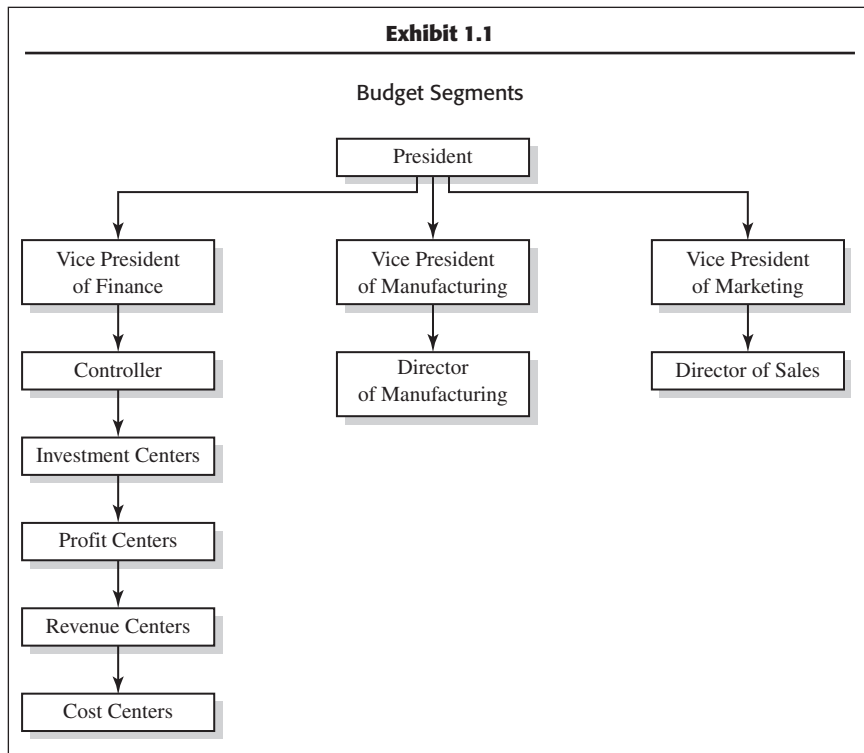 Exhibit 1.1
Budget Segments
President
Vice President
of Finance
Vice President
of Manufacturing
Vice President
of Marketing
Controller
Director
of Manufacturing
Director of Sales
Investment Centers
Profit Centers
Revenue Centers
Cost Centers